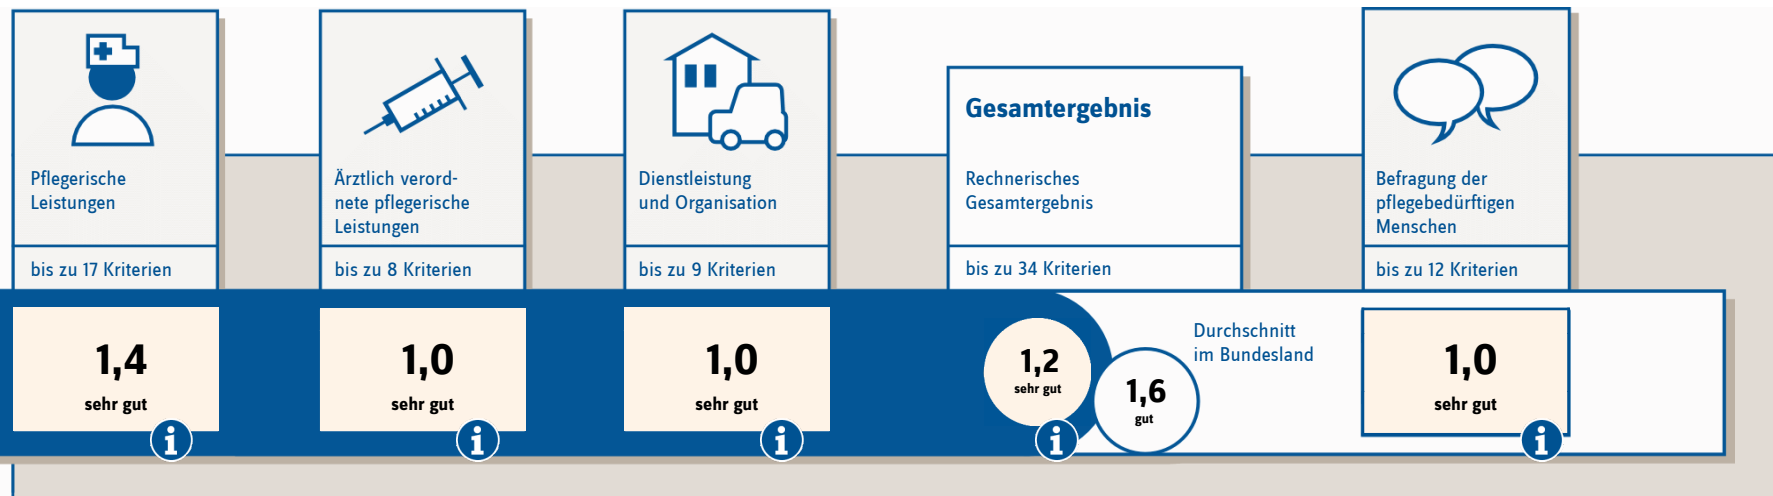 Pflegerische
Leistungen
bis zu 17 Kriterien
1,4
sehr gut
i
Ärztlich verord-
nete pflegerische
Leistungen
bis zu 8 Kriterien
1,0
sehr gut
i
Dienstleistung
und Organisation
bis zu 9 Kriterien
1,0
sehr gut
i
Gesamtergebnis
Rechnerisches
Gesamtergebnis
bis zu 34 Kriterien
1,2
sehr gut
i
Durchschnitt
im Bundesland
1,6
gut
Befragung der
pflegebedürftigen
Menschen
bis zu 12 Kriterien
1,0
sehr gut
i